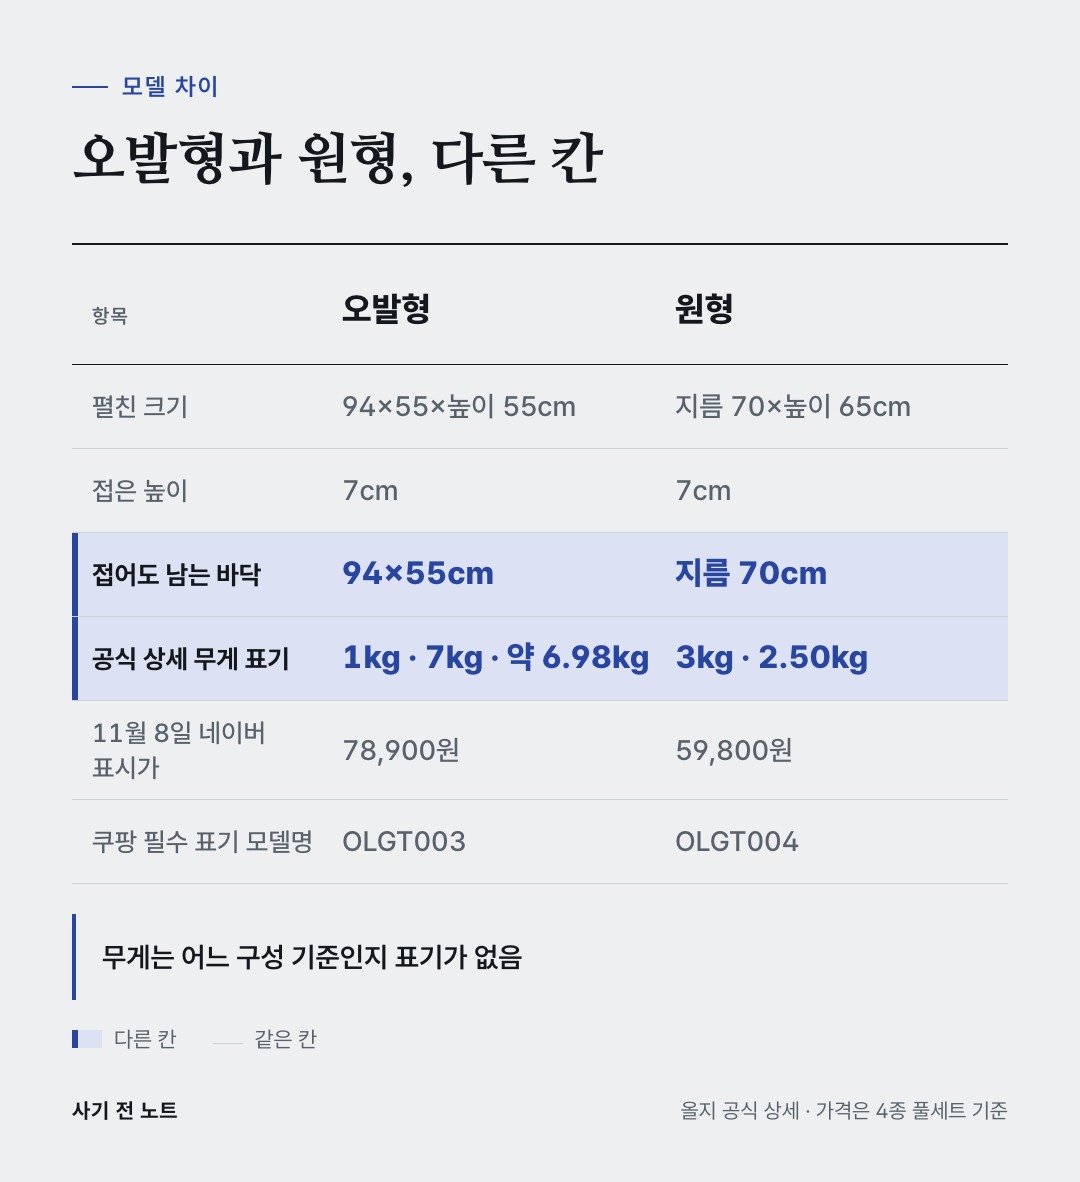 모델 차이
오발형과 원형, 다른 칸
항목 오발형 원형
펼친 크기 94×55×높이 55cm 지름 70×높이 65cm
접은 높이 7cm 7cm
접어도 남는 바닥 94×55cm 지름 70cm
공식 상세 무게 표기 1kg · 7kg · 약 6.98kg 3kg · 2.50kg
11월 8일 네이버
표시가 78,900원 59,800원
쿠팡 필수 표기 모델명 OLGT003 OLGT004
무게는 어느 구성 기준인지 표기가 없음
다른 칸 같은 칸
사기 전 노트 올지 공식 상세 · 가격은 4종 풀세트 기준